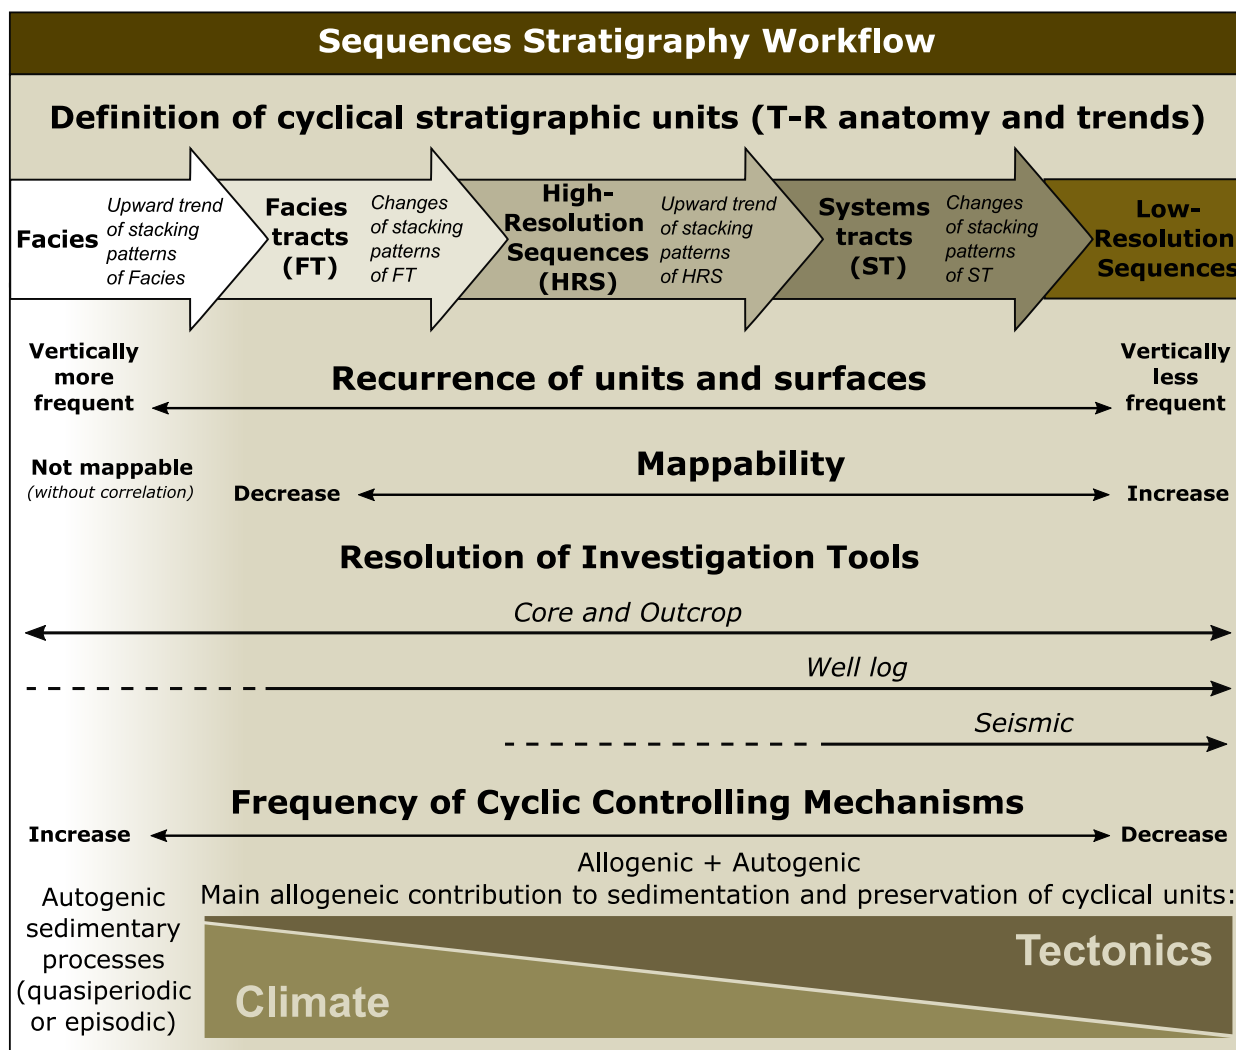 Sequences Stratigraphy Workflow
Definition of cyclical stratigraphic units (T-R anatomy and trends)
Facies
Upward trend
of stacking
patterns
of Facies
Facies
tracts
(FT)
Changes
of stacking
patterns
of FT
High-
Resolution
Sequences
(HRS)
Upward trend
of stacking
patterns
of HRS
Systems
tracts
(ST)
Changes
of stacking
patterns
of ST
Low-
Resolution
Sequences
Vertically
more
frequent
Recurrence of units and surfaces
Vertically
less
frequent
Not mappable
(without correlation)
Mappability
Decrease
Increase
Resolution of Investigation Tools
Core and Outcrop
Well log
Seismic
Frequency of Cyclic Controlling Mechanisms
Increase
Decrease
Allogenic + Autogenic
Autogenic
sedimentary
processes
(quasiperiodic
or episodic)
Main allogeneic contribution to sedimentation and preservation of cyclical units:
Tectonics
Climate